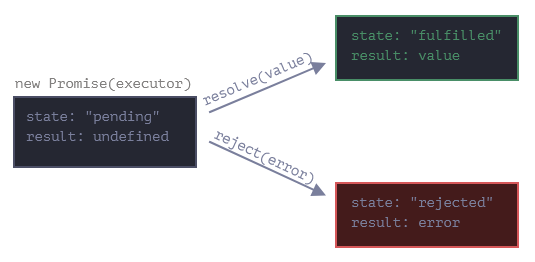 new Promise(executor)
state: "pending"
result: undefined
resolve(value)
state: "fulfilled"
result: value
reject(error)
state: "rejected"
result: error